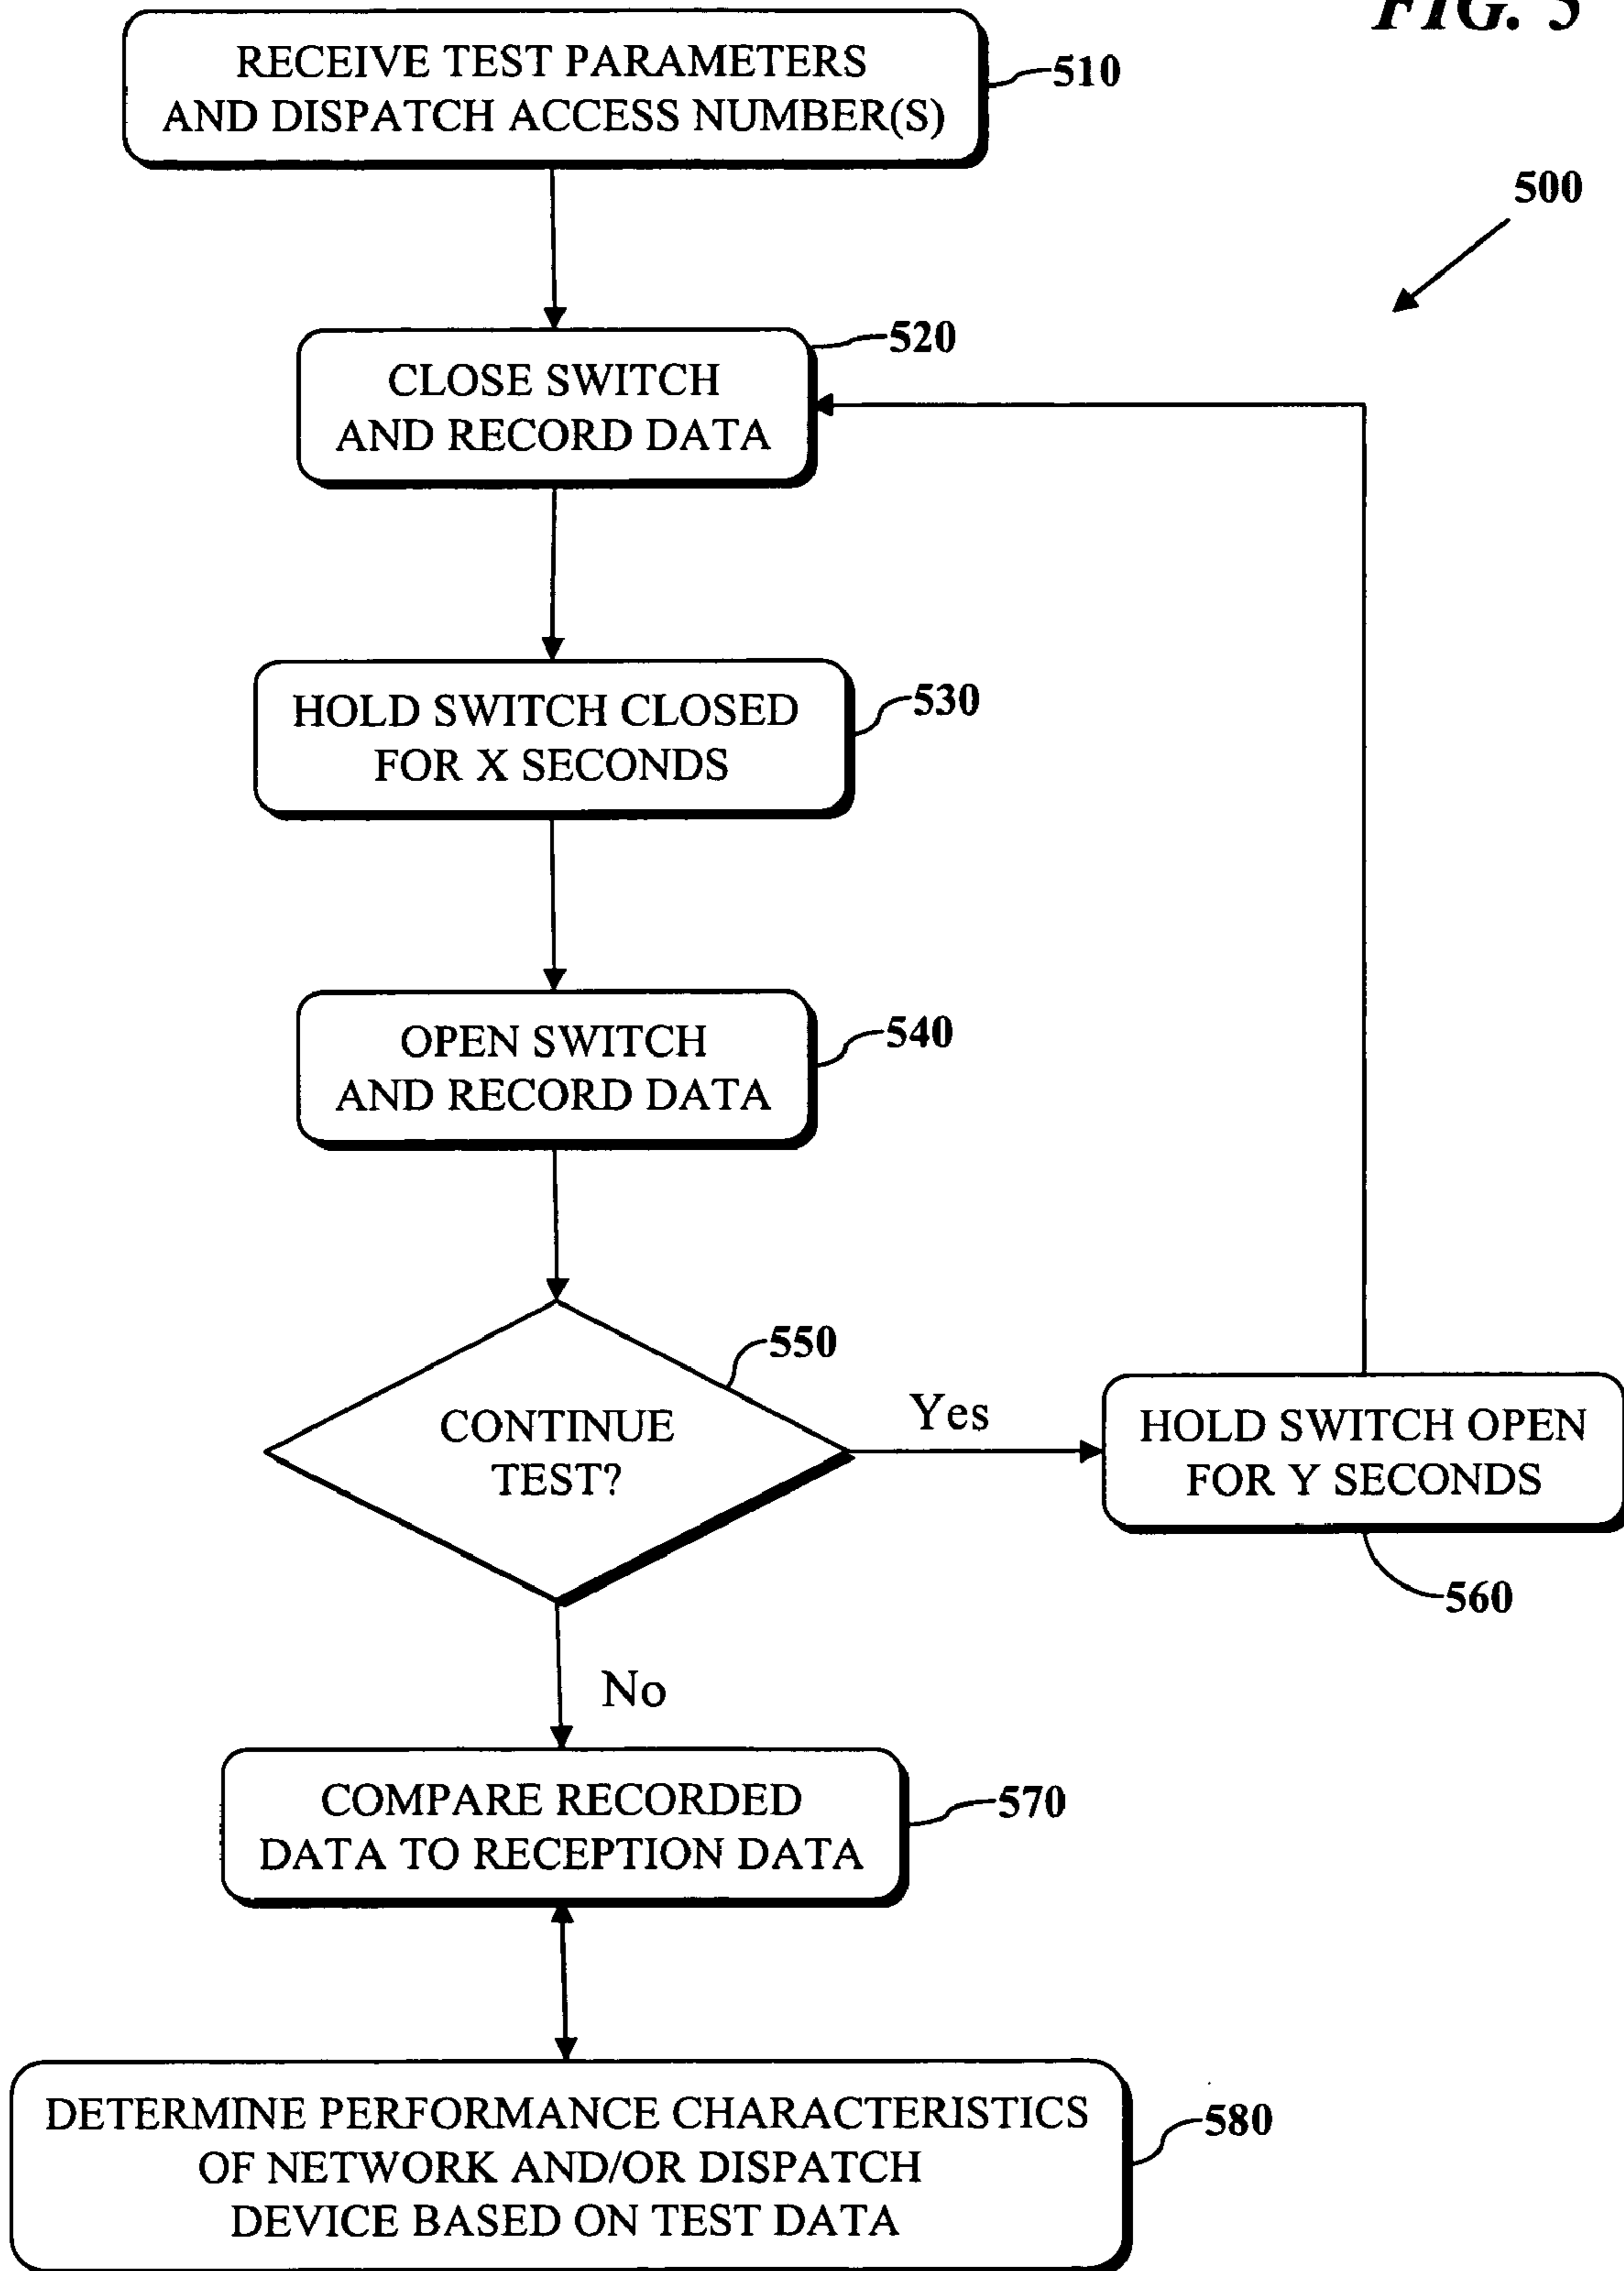 FIG. 5
RECEIVE TEST PARAMETERS
AND DISPATCH ACCESS NUMBER(S)
510
500
CLOSE SWITCH
AND RECORD DATA
520
HOLD SWITCH CLOSED
FOR X SECONDS
530
OPEN SWITCH
AND RECORD DATA
540
CONTINUE
TEST?
550
Yes
HOLD SWITCH OPEN
FOR Y SECONDS
560
No
COMPARE RECORDED
DATA TO RECEPTION DATA
570
DETERMINE PERFORMANCE CHARACTERISTICS
OF NETWORK AND/OR DISPATCH
DEVICE BASED ON TEST DATA
580